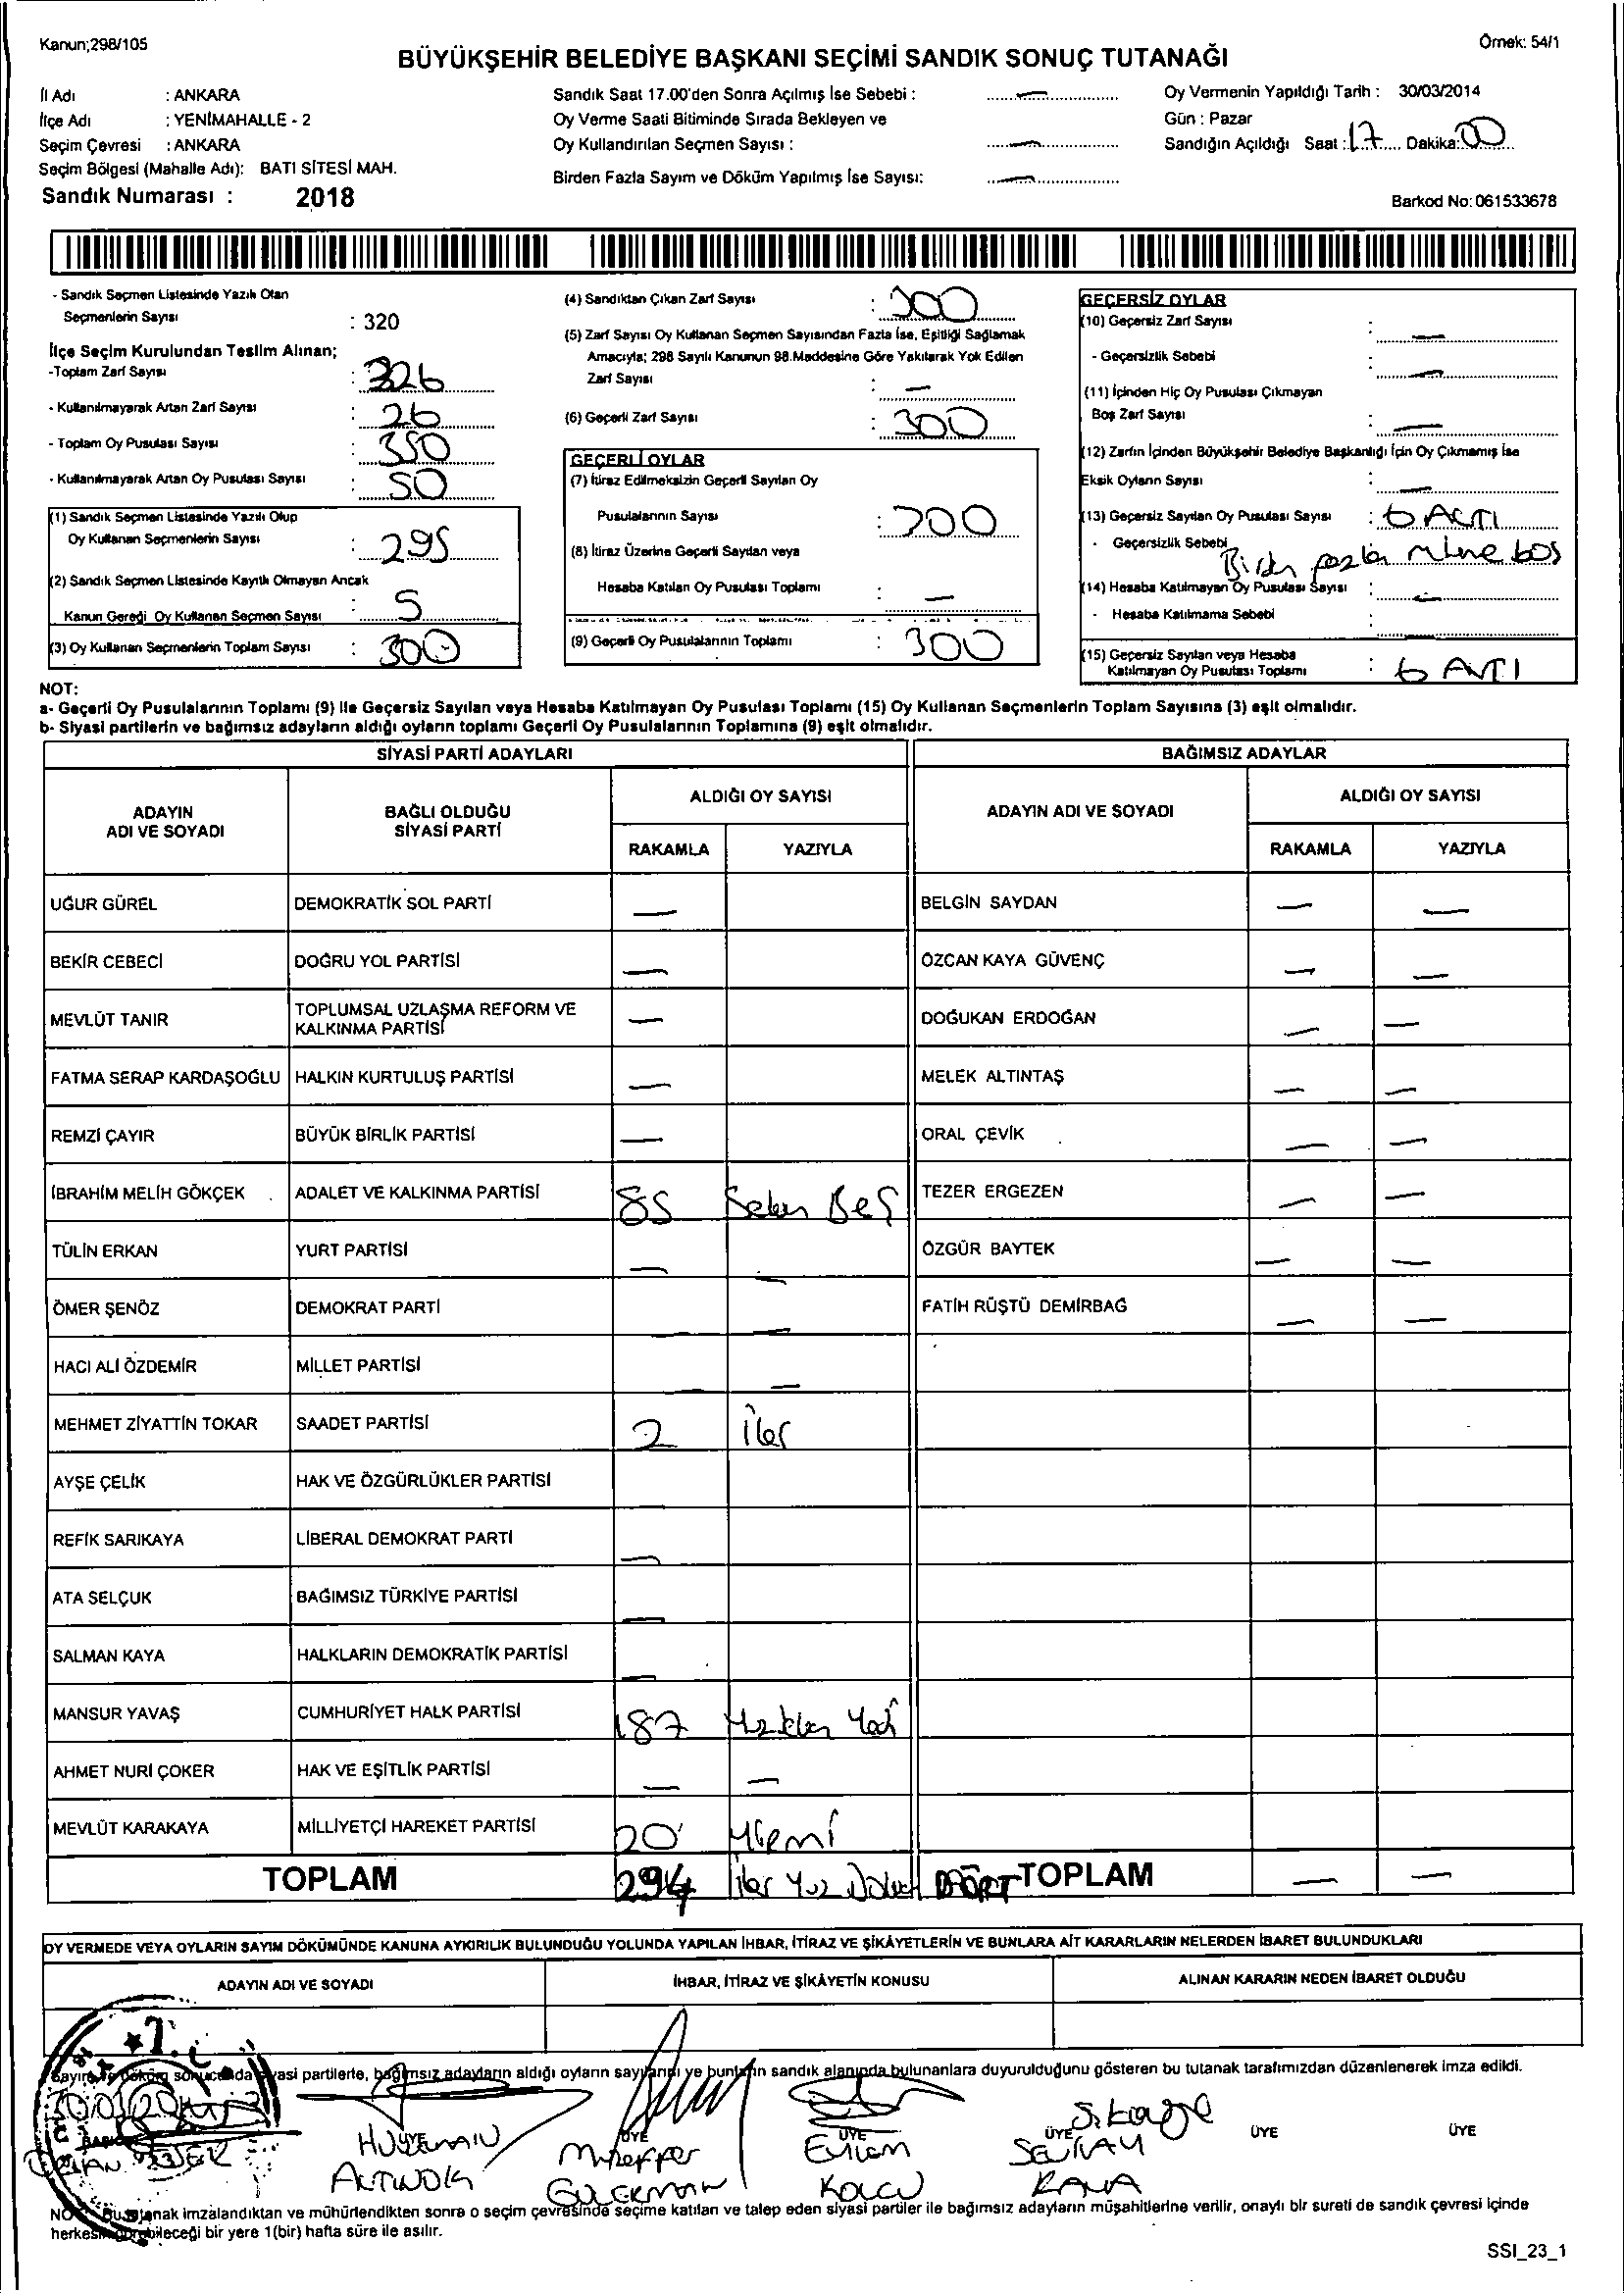 Kanun;298/105
Örnek: 54/1
BÜYÜKŞEHİR BELEDİYE BAŞKANI SEÇİMİ SANDIK SONUÇ TUTANAĞI
İl Adı : ANKARA
İlçe Adı : YENİMAHALLE - 2
Seçim Çevresi : ANKARA
Seçim Bölgesi (Mahalle Adı): BATI SİTESİ MAH.
Sandık Numarası : 2018
Sandık Saat 17.00'den Sonra Açılmış İse Sebebi : —
Oy Verme Saati Bitiminde Sırada Bekleyen ve
Oy Kullandırılan Seçmen Sayısı : —
Birden Fazla Sayım ve Döküm Yapılmış İse Sayısı: —
Oy Vermenin Yapıldığı Tarih : 30/03/2014
Gün : Pazar
Sandığın Açıldığı Saat : 17 Dakika: 00
Barkod No: 061533678
- Sandık Seçmen Listesinde Yazılı Olan
Seçmenlerin Sayısı : 320
İlçe Seçim Kurulundan Teslim Alınan;
-Toplam Zarf Sayısı : 326
- Kullanılmayarak Artan Zarf Sayısı : 26
- Toplam Oy Pusulası Sayısı : 350
- Kullanılmayarak Artan Oy Pusulası Sayısı : 50
(1) Sandık Seçmen Listesinde Yazılı Olup
Oy Kullanan Seçmenlerin Sayısı : 295
(2) Sandık Seçmen Listesinde Kayıtlı Olmayan Ancak
Kanun Gereği Oy Kullanan Seçmen Sayısı : 5
(3) Oy Kullanan Seçmenlerin Toplam Sayısı : 300
(4) Sandıktan Çıkan Zarf Sayısı : 300
(5) Zarf Sayısı Oy Kullanan Seçmen Sayısından Fazla İse, Eşitliği Sağlamak
Amacıyla; 298 Sayılı Kanunun 98.Maddesine Göre Yakılarak Yok Edilen
Zarf Sayısı : —
(6) Geçerli Zarf Sayısı : 300
GEÇERLİ OYLAR
(7) İtiraz Edilmeksizin Geçerli Sayılan Oy
Pusulalarının Sayısı : 300
(8) İtiraz Üzerine Geçerli Sayılan veya
Hesaba Katılan Oy Pusulası Toplamı : —
(9) Geçerli Oy Pusulalarının Toplamı : 300
GEÇERSİZ OYLAR
(10) Geçersiz Zarf Sayısı : —
- Geçersizlik Sebebi : —
(11) İçinden Hiç Oy Pusulası Çıkmayan
Boş Zarf Sayısı : —
(12) Zarfın İçinden Büyükşehir Belediye Başkanlığı İçin Oy Çıkmamış İse
Eksik Oyların Sayısı : —
(13) Geçersiz Sayılan Oy Pusulası Sayısı : 6 ALTI
- Geçersizlik Sebebi
(14) Hesaba Katılmayan Oy Pusulası Sayısı : —
- Hesaba Katılmama Sebebi :
(15) Geçersiz Sayılan veya Hesaba
Katılmayan Oy Pusulası Toplamı : 6 ALTI
NOT:
a- Geçerli Oy Pusulalarının Toplamı (9) İle Geçersiz Sayılan veya Hesaba Katılmayan Oy Pusulası Toplamı (15) Oy Kullanan Seçmenlerin Toplam Sayısına (3) eşit olmalıdır.
b- Siyasi partilerin ve bağımsız adayların aldığı oyların toplamı Geçerli Oy Pusulalarının Toplamına (9) eşit olmalıdır.
SİYASİ PARTİ ADAYLARI BAĞIMSIZ ADAYLAR
ADAYIN ADI VE SOYADI BAĞLI OLDUĞU SİYASİ PARTİ ALDIĞI OY SAYISI ADAYIN ADI VE SOYADI ALDIĞI OY SAYISI
RAKAMLA YAZIYLA RAKAMLA YAZIYLA
UĞUR GÜREL DEMOKRATİK SOL PARTİ — BELGİN SAYDAN — —
BEKİR CEBECİ DOĞRU YOL PARTİSİ — ÖZCAN KAYA GÜVENÇ — —
MEVLÜT TANIR TOPLUMSAL UZLAŞMA REFORM VE KALKINMA PARTİSİ — DOĞUKAN ERDOĞAN — —
FATMA SERAP KARDAŞOĞLU HALKIN KURTULUŞ PARTİSİ — MELEK ALTINTAŞ — —
REMZİ ÇAYIR BÜYÜK BİRLİK PARTİSİ — ORAL ÇEVİK — —
İBRAHİM MELİH GÖKÇEK ADALET VE KALKINMA PARTİSİ 85 Seksen Beş TEZER ERGEZEN — —
TÜLİN ERKAN YURT PARTİSİ — — ÖZGÜR BAYTEK — —
ÖMER ŞENÖZ DEMOKRAT PARTİ — — FATİH RÜŞTÜ DEMİRBAĞ — —
HACI ALİ ÖZDEMİR MİLLET PARTİSİ — —
MEHMET ZİYATTİN TOKAR SAADET PARTİSİ 2 İki
AYŞE ÇELİK HAK VE ÖZGÜRLÜKLER PARTİSİ
REFİK SARIKAYA LİBERAL DEMOKRAT PARTİ —
ATA SELÇUK BAĞIMSIZ TÜRKİYE PARTİSİ —
SALMAN KAYA HALKLARIN DEMOKRATİK PARTİSİ —
MANSUR YAVAŞ CUMHURİYET HALK PARTİSİ 187
AHMET NURİ ÇOKER HAK VE EŞİTLİK PARTİSİ — —
MEVLÜT KARAKAYA MİLLİYETÇİ HAREKET PARTİSİ 20 Yirmi
TOPLAM 294 İki Yüz Doksan DÖRT TOPLAM — —
OY VERMEDE VEYA OYLARIN SAYIM DÖKÜMÜNDE KANUNA AYKIRILIK BULUNDUĞU YOLUNDA YAPILAN İHBAR, İTİRAZ VE ŞİKÂYETLERİN VE BUNLARA AİT KARARLARIN NELERDEN İBARET BULUNDUKLARI
ADAYIN ADI VE SOYADI İHBAR, İTİRAZ VE ŞİKÂYETİN KONUSU ALINAN KARARIN NEDEN İBARET OLDUĞU
T.C.
Sayım ve Döküm sonucunda siyasi partilerle, bağımsız adayların aldığı oyların sayılarını ve bunların sandık alanında bulunanlara duyurulduğunu gösteren bu tutanak tarafımızdan düzenlenerek imza edildi.
ÜYE ÜYE ÜYE ÜYE ÜYE ÜYE
HÜSEYİN Muzaffer Evren SEVRAY
ALTINDİŞ KAYA
NOT: Bu tutanak imzalandıktan ve mühürlendikten sonra o seçim çevresinde seçime katılan ve talep eden siyasi partiler ile bağımsız adayların müşahitlerine verilir, onaylı bir sureti de sandık çevresi içinde
herkesin görebileceği bir yere 1(bir) hafta süre ile asılır.
SSI_23_1